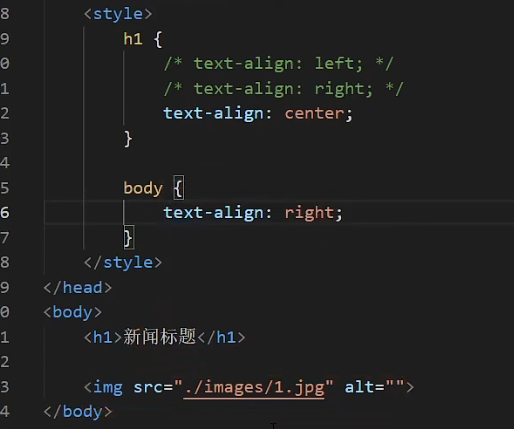 8 <style>
9 h1 {
0 /* text-align: left; */
1 /* text-align: right; */
2 text-align: center;
3 }
4
5 body {
6 text-align: right;
7 }
8 </style>
9 </head>
0 <body>
1 <h1>新闻标题</h1>
2
3 <img src="./images/1.jpg" alt="">
4 </body>